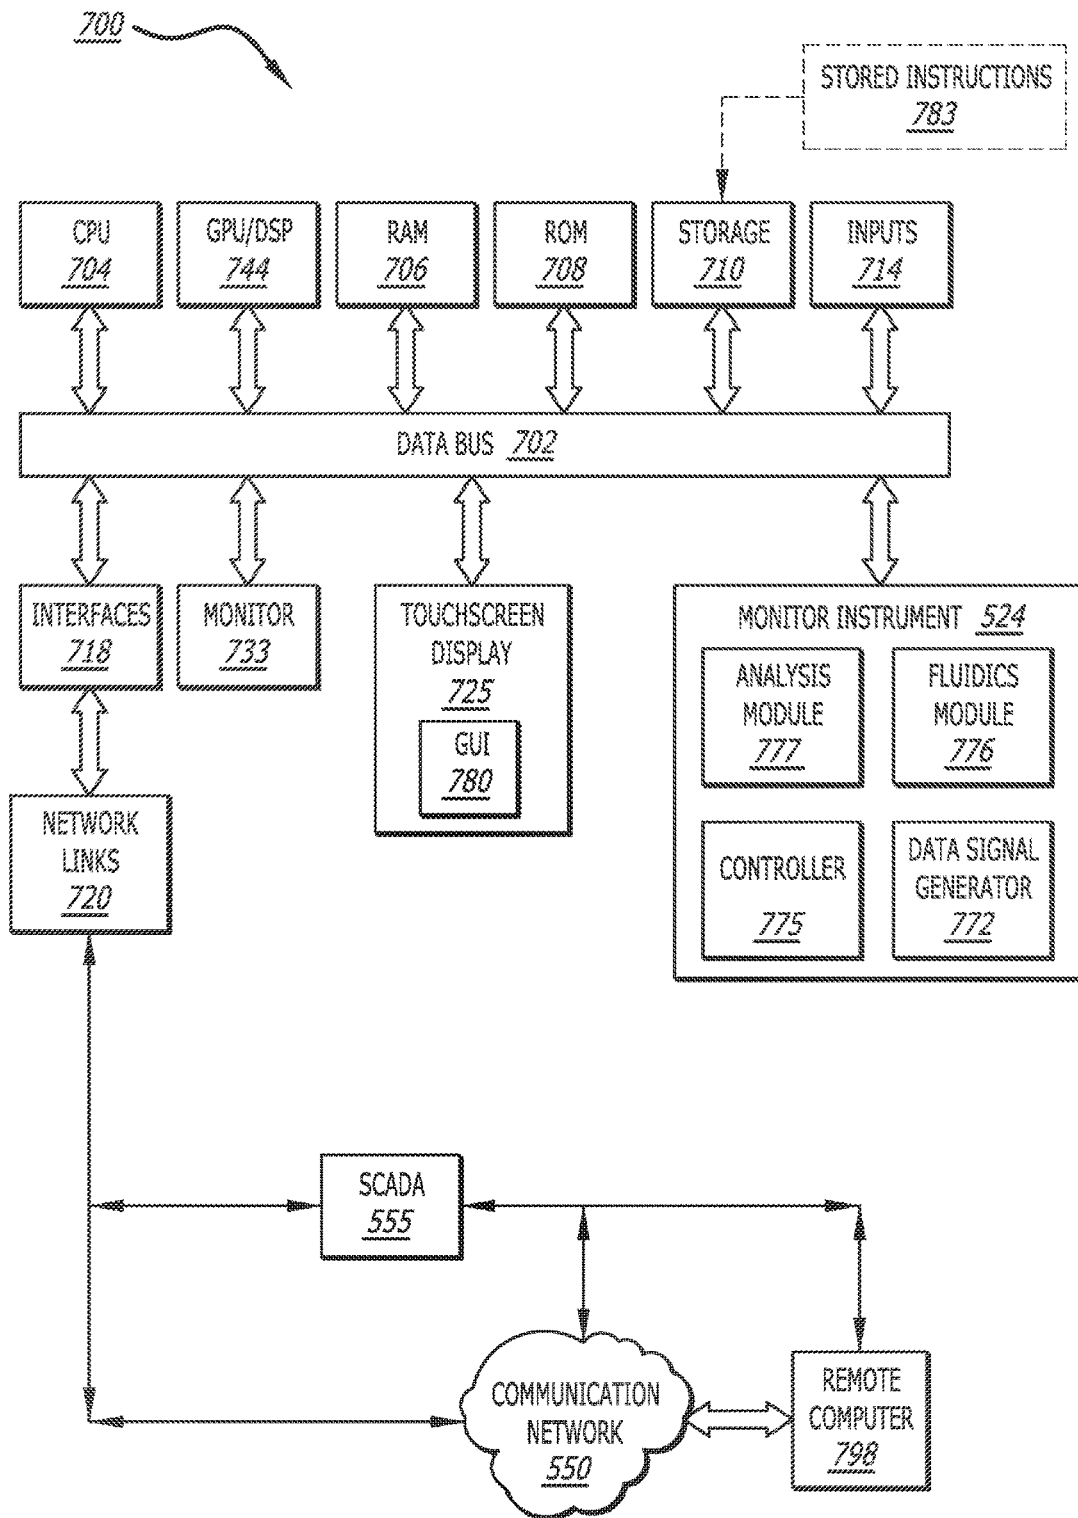 700
STORED INSTRUCTIONS
783
CPU
704
GPU/DSP
744
RAM
706
ROM
708
STORAGE
710
INPUTS
714
DATA BUS 702
INTERFACES
718
MONITOR
733
TOUCHSCREEN
DISPLAY
725
GUI
780
MONITOR INSTRUMENT 524
ANALYSIS
MODULE
777
FLUIDICS
MODULE
776
CONTROLLER
775
DATA SIGNAL
GENERATOR
772
NETWORK
LINKS
720
SCADA
555
COMMUNICATION
NETWORK
550
REMOTE
COMPUTER
798